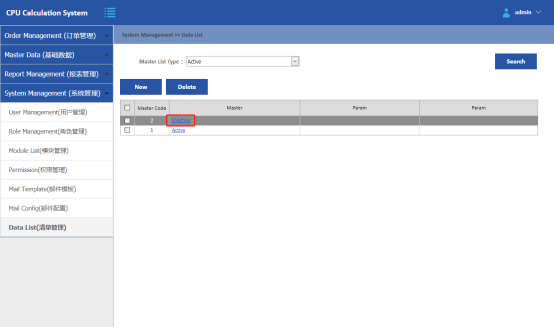 CPU Calculation System
admin
Order Management (订单管理)
Master Data (基础数据)
Report Management (报表管理)
System Management (系统管理)
User Management(用户管理)
Role Management(角色管理)
Module List(模块管理)
Permission(权限管理)
Mail Template(邮件模板)
Mail Config(邮件配置)
Data List(清单管理)
System Management >> Data List
Master List Type : Active
Search
New Delete
Master Code Master Param Param
2 InActive
1 Active